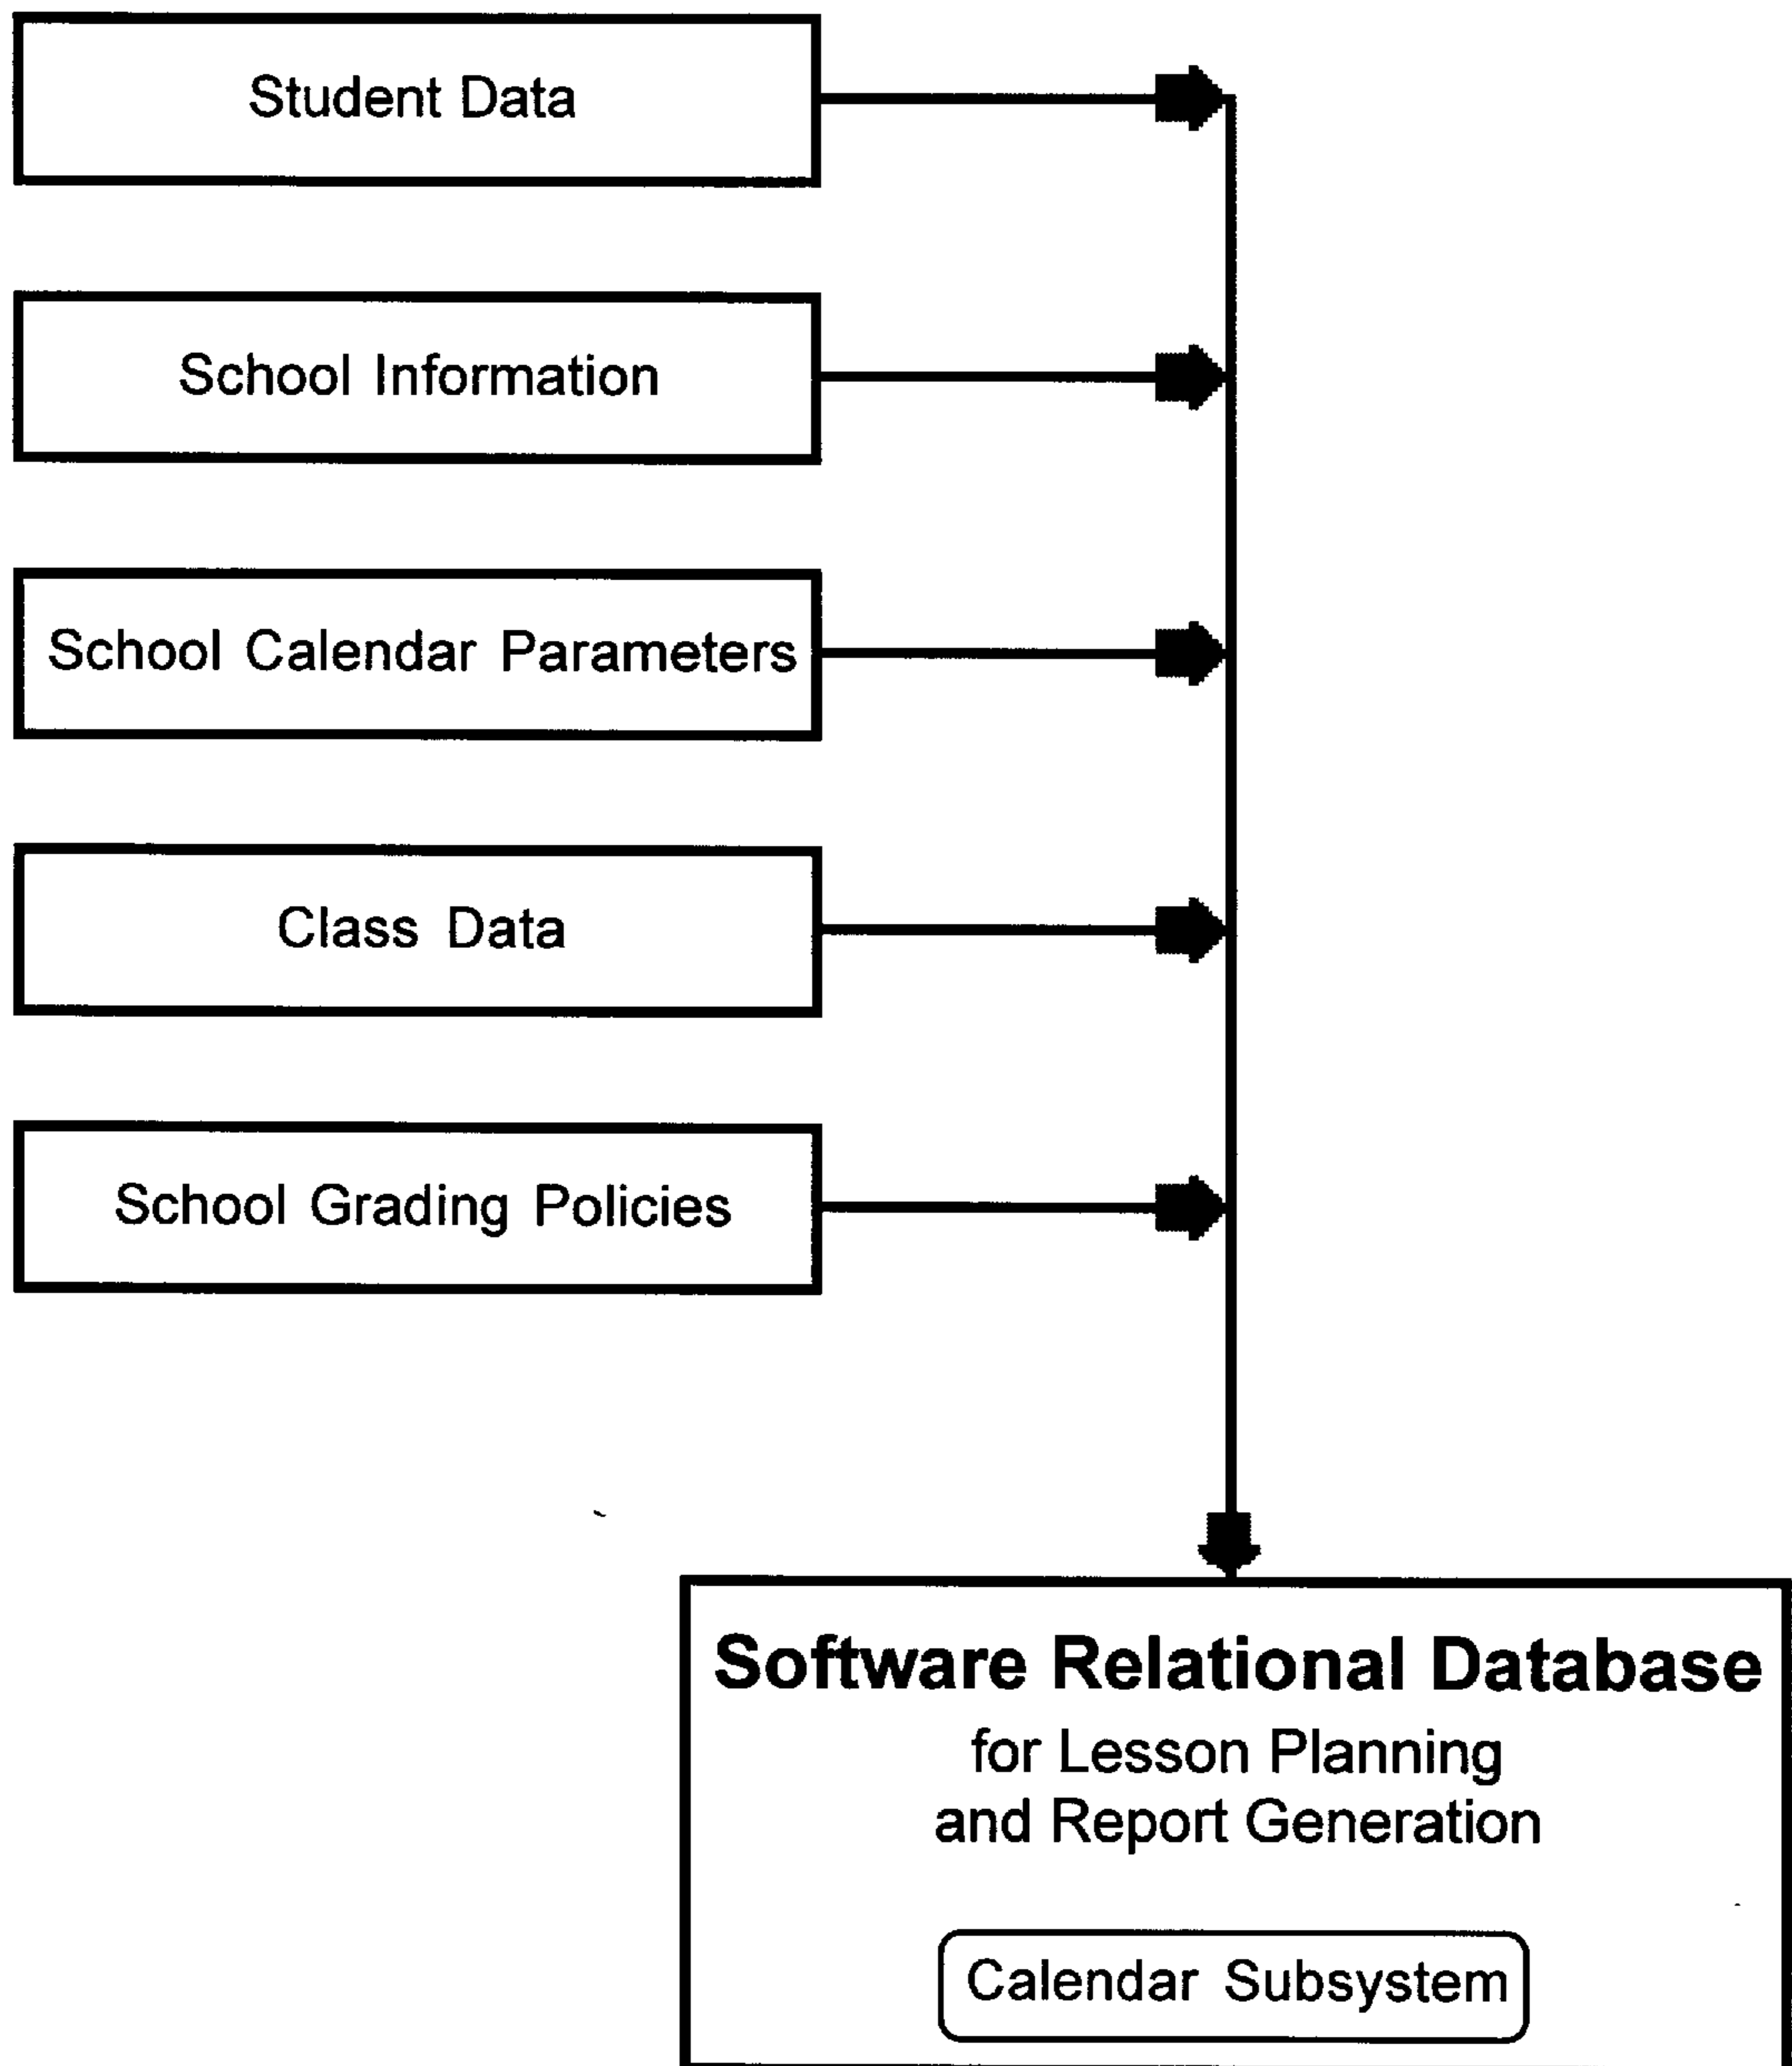 Student Data
School Information
School Calendar Parameters
Class Data
School Grading Policies
Software Relational Database
for Lesson Planning
and Report Generation
Calendar Subsystem